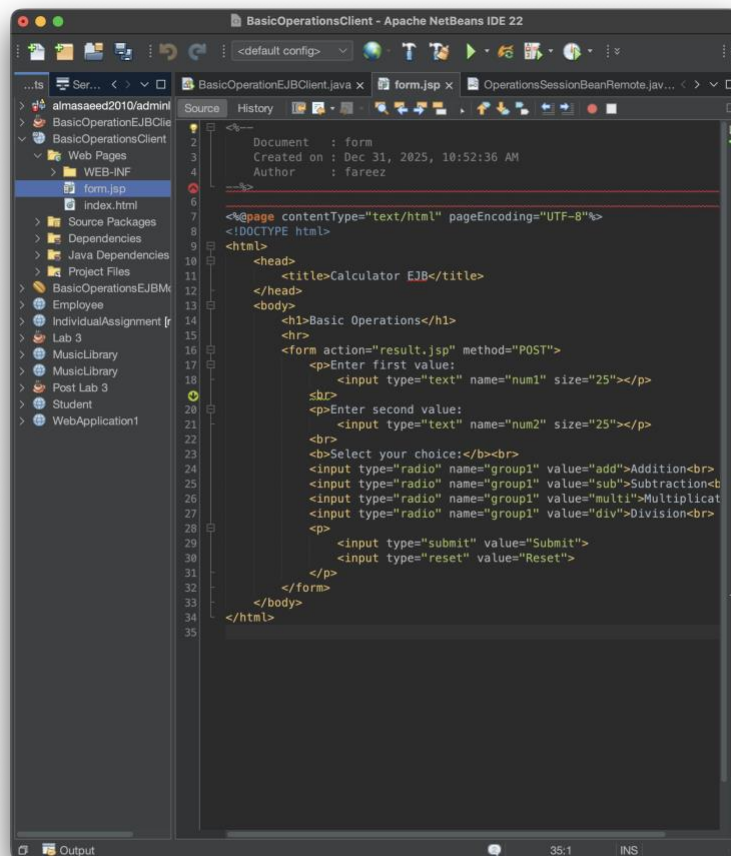 BasicOperationsClient - Apache NetBeans IDE 22
<default config>
...ts
Ser...
BasicOperationEJBClient.java
form.jsp
OperationsSessionBeanRemote.jav...
almasaeed2010/adminl
BasicOperationEJBClie
BasicOperationsClient
Web Pages
WEB-INF
form.jsp
index.html
Source Packages
Dependencies
Java Dependencies
Project Files
BasicOperationsEJBMo
Employee
IndividualAssignment [r
Lab 3
MusicLibrary
MusicLibrary
Post Lab 3
Student
WebApplication1
Source History
<%--
2 Document : form
3 Created on : Dec 31, 2025, 10:52:36 AM
4 Author : fareez
--%>
6
7 <%@page contentType="text/html" pageEncoding="UTF-8"%>
8 <!DOCTYPE html>
9 <html>
10 <head>
11 <title>Calculator EJB</title>
12 </head>
13 <body>
14 <h1>Basic Operations</h1>
15 <hr>
16 <form action="result.jsp" method="POST">
17 <p>Enter first value:
18 <input type="text" name="num1" size="25"></p>
<br>
20 <p>Enter second value:
21 <input type="text" name="num2" size="25"></p>
22 <br>
23 <b>Select your choice:</b><br>
24 <input type="radio" name="group1" value="add">Addition<br>
25 <input type="radio" name="group1" value="sub">Subtraction<b
26 <input type="radio" name="group1" value="multi">Multiplicat
27 <input type="radio" name="group1" value="div">Division<br>
28 <p>
29 <input type="submit" value="Submit">
30 <input type="reset" value="Reset">
31 </p>
32 </form>
33 </body>
34 </html>
35
Output
35:1
INS